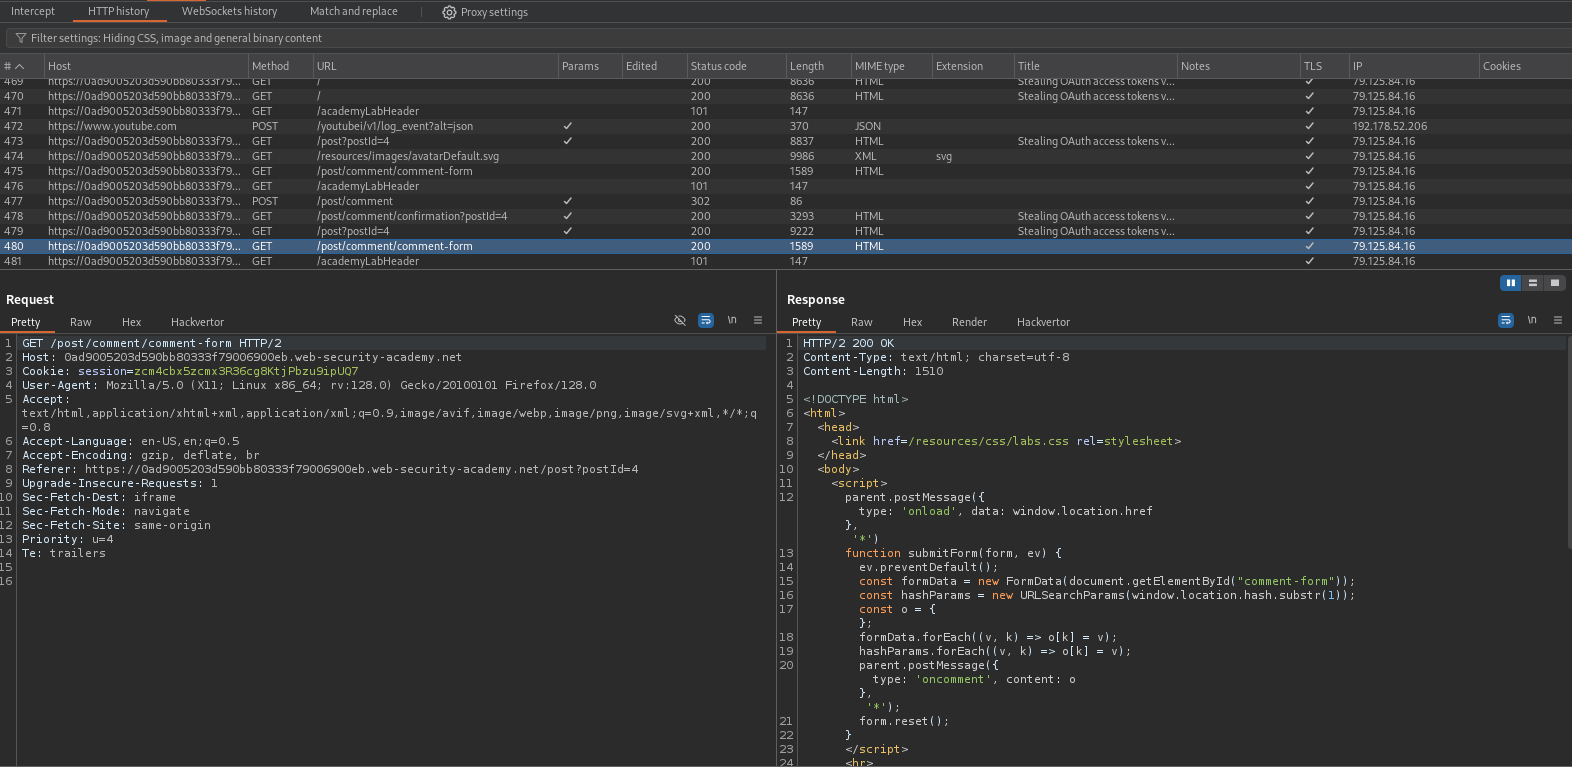 Intercept HTTP history WebSockets history Match and replace Proxy settings
Filter settings: Hiding CSS, image and general binary content
# Host Method URL Params Edited Status code Length MIME type Extension Title Notes TLS IP Cookies
469 https://0ad9005203d590bb80333f79... GET / 200 8636 HTML Stealing OAuth access tokens v... ✓ 79.125.84.16
470 https://0ad9005203d590bb80333f79... GET / 200 8636 HTML Stealing OAuth access tokens v... ✓ 79.125.84.16
471 https://0ad9005203d590bb80333f79... GET /academyLabHeader 101 147 ✓ 79.125.84.16
472 https://www.youtube.com POST /youtubei/v1/log_event?alt=json ✓ 200 370 JSON ✓ 192.178.52.206
473 https://0ad9005203d590bb80333f79... GET /post?postId=4 ✓ 200 8837 HTML Stealing OAuth access tokens v... ✓ 79.125.84.16
474 https://0ad9005203d590bb80333f79... GET /resources/images/avatarDefault.svg 200 9986 XML svg ✓ 79.125.84.16
475 https://0ad9005203d590bb80333f79... GET /post/comment/comment-form 200 1589 HTML ✓ 79.125.84.16
476 https://0ad9005203d590bb80333f79... GET /academyLabHeader 101 147 ✓ 79.125.84.16
477 https://0ad9005203d590bb80333f79... POST /post/comment ✓ 302 86 ✓ 79.125.84.16
478 https://0ad9005203d590bb80333f79... GET /post/comment/confirmation?postId=4 ✓ 200 3293 HTML Stealing OAuth access tokens v... ✓ 79.125.84.16
479 https://0ad9005203d590bb80333f79... GET /post?postId=4 ✓ 200 9222 HTML Stealing OAuth access tokens v... ✓ 79.125.84.16
480 https://0ad9005203d590bb80333f79... GET /post/comment/comment-form 200 1589 HTML ✓ 79.125.84.16
481 https://0ad9005203d590bb80333f79... GET /academyLabHeader 101 147 ✓ 79.125.84.16
Request
Pretty Raw Hex Hackvertor \n
1 GET /post/comment/comment-form HTTP/2
2 Host: 0ad9005203d590bb80333f79006900eb.web-security-academy.net
3 Cookie: session=zcm4cbx5zcmx3R36cg8KtjPbzu9ipUQ7
4 User-Agent: Mozilla/5.0 (X11; Linux x86_64; rv:128.0) Gecko/20100101 Firefox/128.0
5 Accept:
text/html,application/xhtml+xml,application/xml;q=0.9,image/avif,image/webp,image/png,image/svg+xml,*/*;q
=0.8
6 Accept-Language: en-US,en;q=0.5
7 Accept-Encoding: gzip, deflate, br
8 Referer: https://0ad9005203d590bb80333f79006900eb.web-security-academy.net/post?postId=4
9 Upgrade-Insecure-Requests: 1
10 Sec-Fetch-Dest: iframe
11 Sec-Fetch-Mode: navigate
12 Sec-Fetch-Site: same-origin
13 Priority: u=4
14 Te: trailers
15
16
Response
Pretty Raw Hex Render Hackvertor \n
1 HTTP/2 200 OK
2 Content-Type: text/html; charset=utf-8
3 Content-Length: 1510
4
5 <!DOCTYPE html>
6 <html>
7 <head>
8 <link href=/resources/css/labs.css rel=stylesheet>
9 </head>
10 <body>
11 <script>
12 parent.postMessage({
type: 'onload', data: window.location.href
},
'*')
13 function submitForm(form, ev) {
14 ev.preventDefault();
15 const formData = new FormData(document.getElementById("comment-form"));
16 const hashParams = new URLSearchParams(window.location.hash.substr(1));
17 const o = {
};
18 formData.forEach((v, k) => o[k] = v);
19 hashParams.forEach((v, k) => o[k] = v);
20 parent.postMessage({
type: 'oncomment', content: o
},
'*');
21 form.reset();
22 }
23 </script>
24 <hr>